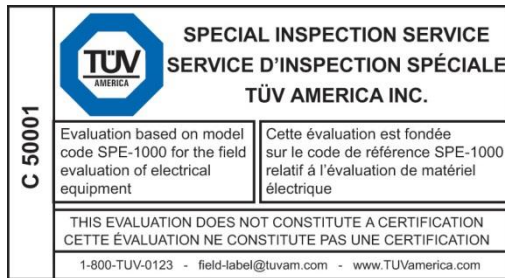 C 50001
TÜV
AMERICA
SPECIAL INSPECTION SERVICE
SERVICE D'INSPECTION SPÉCIALE
TÜV AMERICA INC.
Evaluation based on model
code SPE-1000 for the field
evaluation of electrical
equipment
Cette évaluation est fondée
sur le code de référence SPE-1000
relatif á l'évaluation de matériel
électrique
THIS EVALUATION DOES NOT CONSTITUTE A CERTIFICATION
CETTE ÉVALUATION NE CONSTITUTE PAS UNE CERTIFICATION
1-800-TUV-0123 - field-label@tuvam.com - www.TUVamerica.com